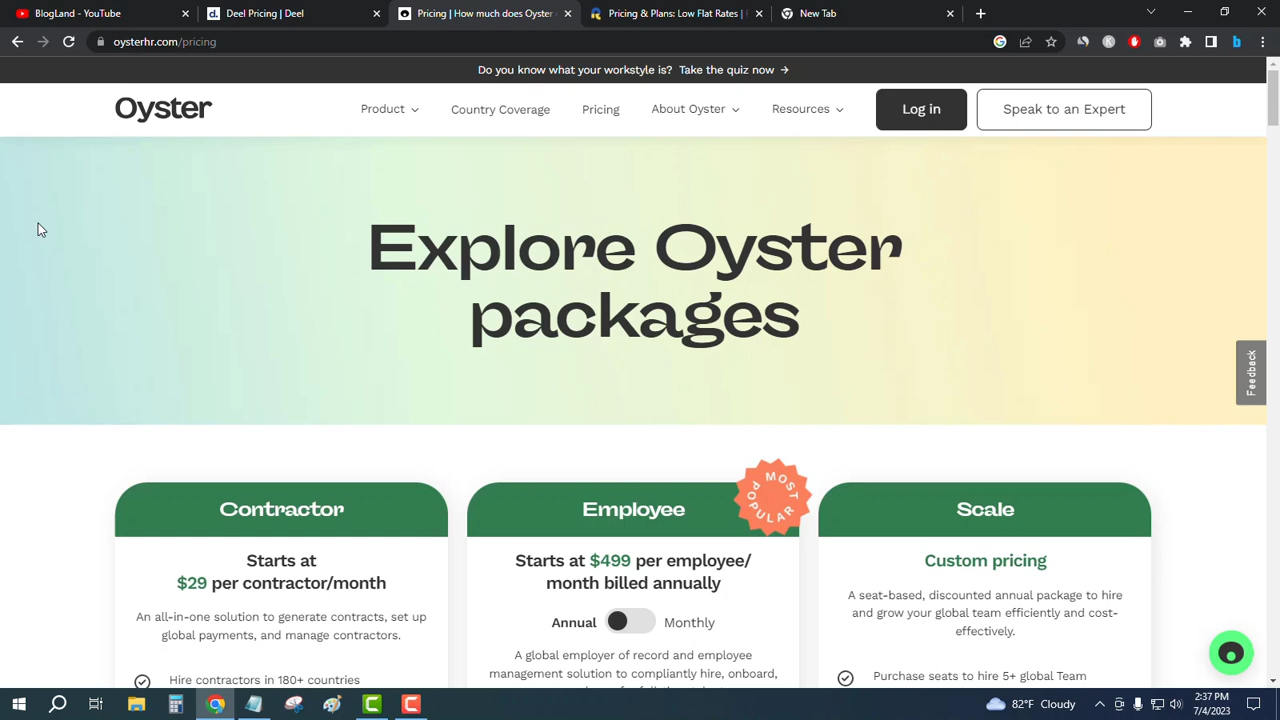 BlogLand - YouTube
Deel Pricing | Deel
Pricing | How much does Oyster
Pricing & Plans: Low Flat Rates |
New Tab
oysterhr.com/pricing
Do you know what your workstyle is? Take the quiz now →
Oyster
Product
Country Coverage
Pricing
About Oyster
Resources
Log in
Speak to an Expert
Explore Oyster
packages
Feedback
MOST POPULAR
Contractor
Starts at
$29 per contractor/month
An all-in-one solution to generate contracts, set up
global payments, and manage contractors.
Hire contractors in 180+ countries
Employee
Starts at $499 per employee/
month billed annually
Annual
Monthly
A global employer of record and employee
management solution to compliantly hire, onboard,
Scale
Custom pricing
A seat-based, discounted annual package to hire
and grow your global team efficiently and cost-
effectively.
Purchase seats to hire 5+ global Team
82°F Cloudy
2:37 PM
7/4/2023